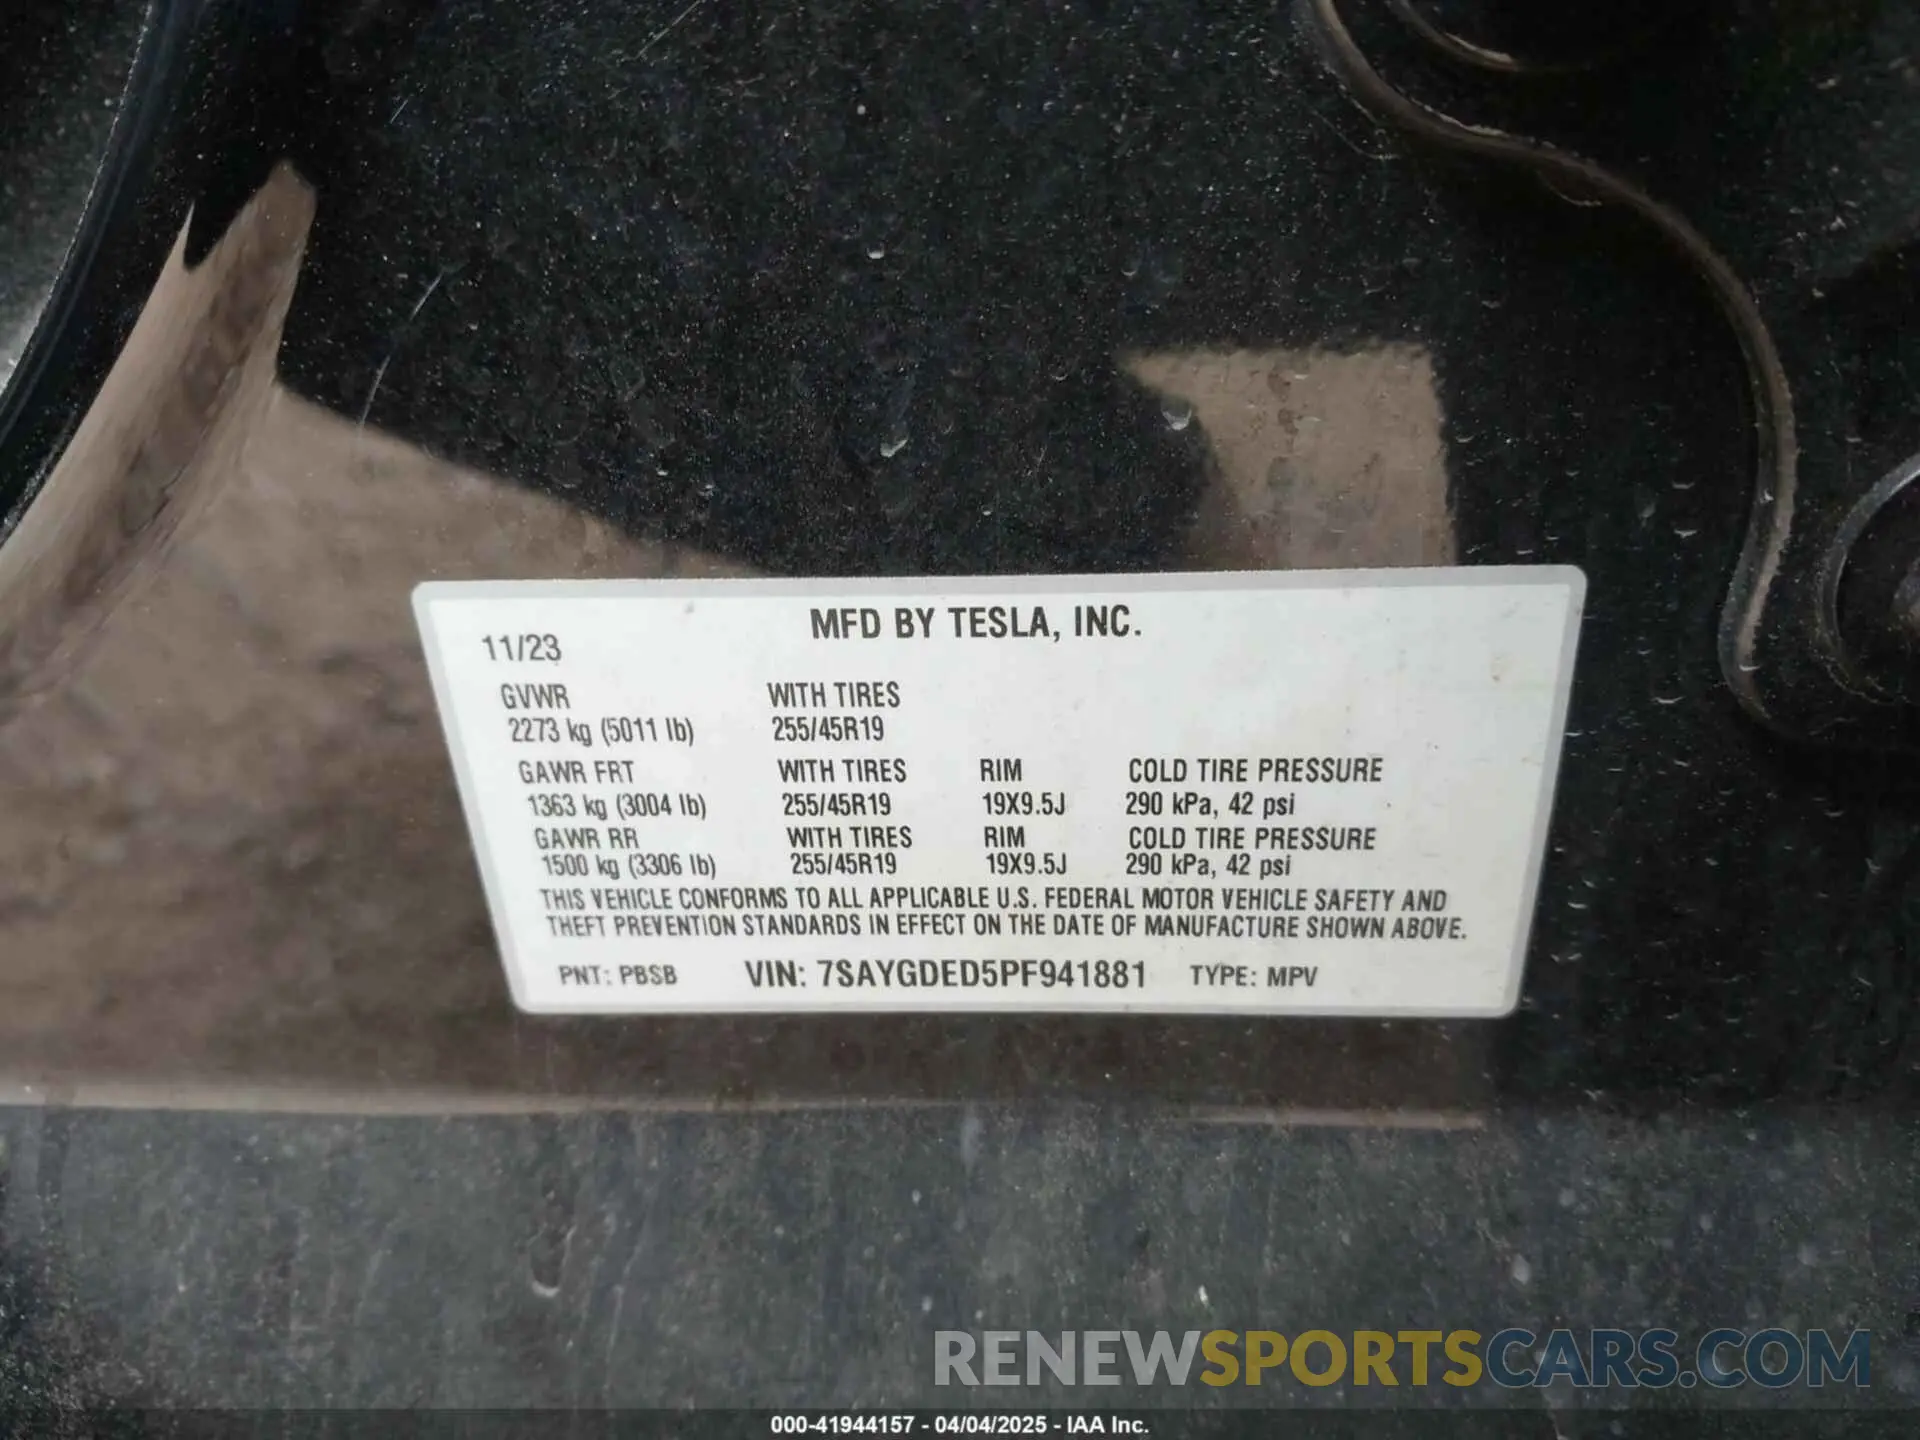 MFD BY TESLA, INC.
11/23
GVWR WITH TIRES
2273 kg (5011 lb) 255/45R19
GAWR FRT WITH TIRES RIM COLD TIRE PRESSURE
1363 kg (3004 lb) 255/45R19 19X9.5J 290 kPa, 42 psi
GAWR RR WITH TIRES RIM COLD TIRE PRESSURE
1500 kg (3306 lb) 255/45R19 19X9.5J 290 kPa, 42 psi
THIS VEHICLE CONFORMS TO ALL APPLICABLE U.S. FEDERAL MOTOR VEHICLE SAFETY AND
THEFT PREVENTION STANDARDS IN EFFECT ON THE DATE OF MANUFACTURE SHOWN ABOVE.
PNT: PBSB VIN: 7SAYGDED5PF941881 TYPE: MPV
RENEWSPORTSCARS.COM
000-41944157 - 04/04/2025 - IAA Inc.